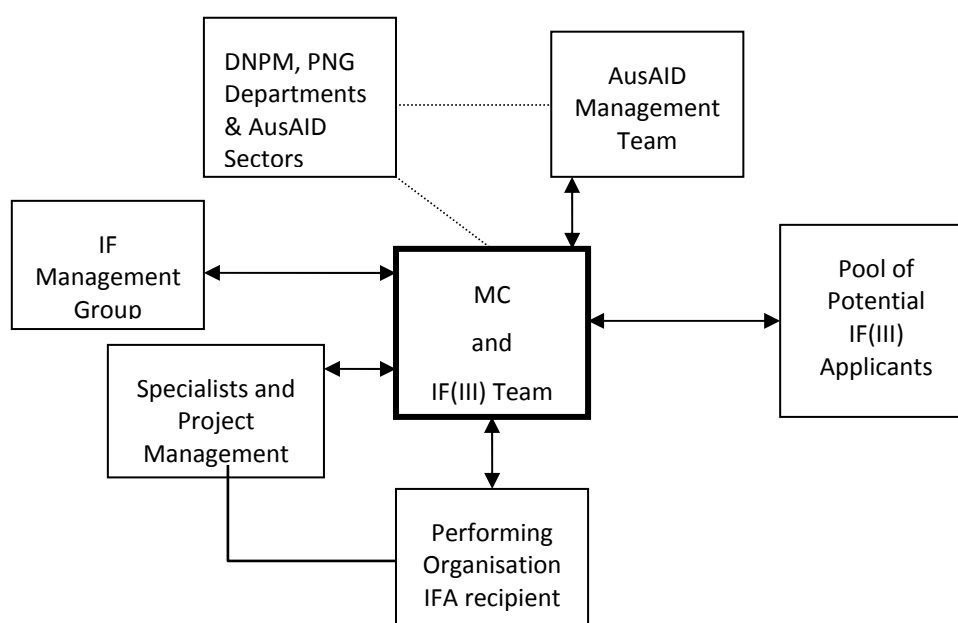 DNPM, PNG
Departments
& AusAID
Sectors
AusAID
Management
Team
IF
Management
Group
MC
and
IF(III) Team
Pool of
Potential
IF(III)
Applicants
Specialists and
Project
Management
Performing
Organisation
IFA recipient